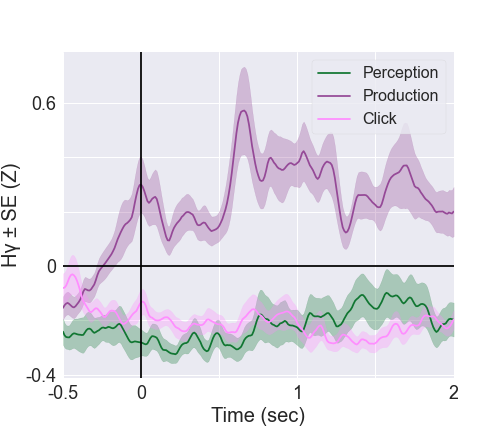 Perception
Production
Click
0.6
0
-0.4
Hγ ± SE (Z)
-0.5
0
1
2
Time (sec)